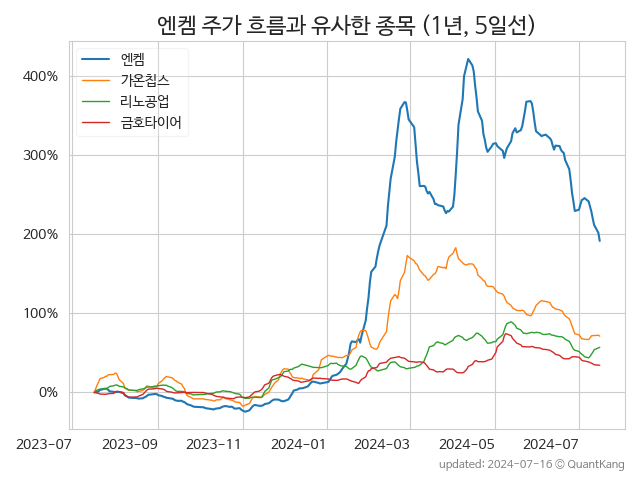 엔켐 주가 흐름과 유사한 종목 (1년, 5일선)
엔켐
가온칩스
리노공업
금호타이어
400%
300%
200%
100%
0%
2023-07 2023-09 2023-11 2024-01 2024-03 2024-05 2024-07
updated: 2024-07-16 © QuantKang